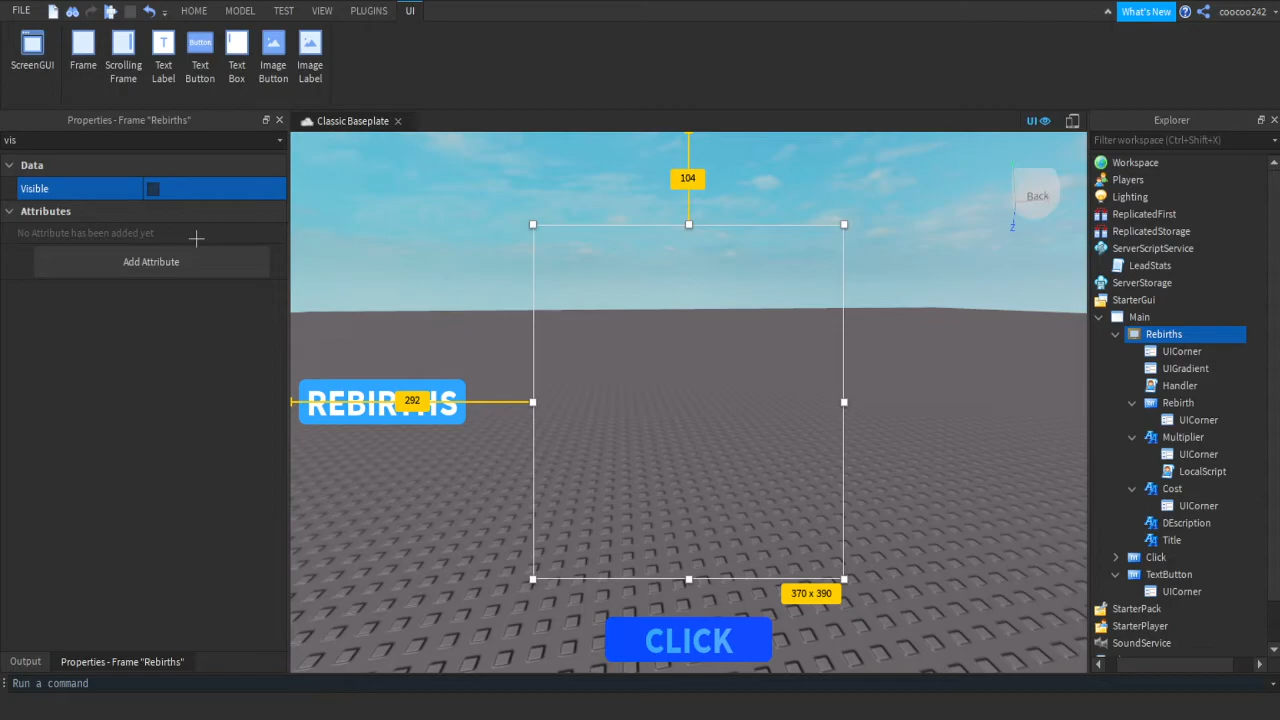 FILE
HOME
MODEL
TEST
VIEW
PLUGINS
UI
What's New
coocoo242
ScreenGUI
Frame
Scrolling
Frame
Text
Label
Button
Text
Button
Text
Box
Image
Button
Image
Label
Properties - Frame "Rebirths"
vis
Data
Visible
Attributes
No Attribute has been added yet
Add Attribute
Output
Properties - Frame "Rebirths"
Run a command
Classic Baseplate
UI
104
Back
Z
REBIRTHS
292
370 x 390
CLICK
Explorer
Filter workspace (Ctrl+Shift+X)
Workspace
Players
Lighting
ReplicatedFirst
ReplicatedStorage
ServerScriptService
LeadStats
ServerStorage
StarterGui
Main
Rebirths
UICorner
UIGradient
Handler
Rebirth
UICorner
Multiplier
UICorner
LocalScript
Cost
UICorner
DEscription
Title
Click
TextButton
UICorner
StarterPack
StarterPlayer
SoundService